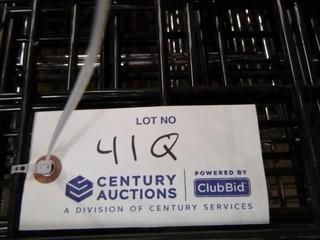 LOT NO
41Q
CENTURY AUCTIONS
POWERED BY
ClubBid
A DIVISION OF CENTURY SERVICES